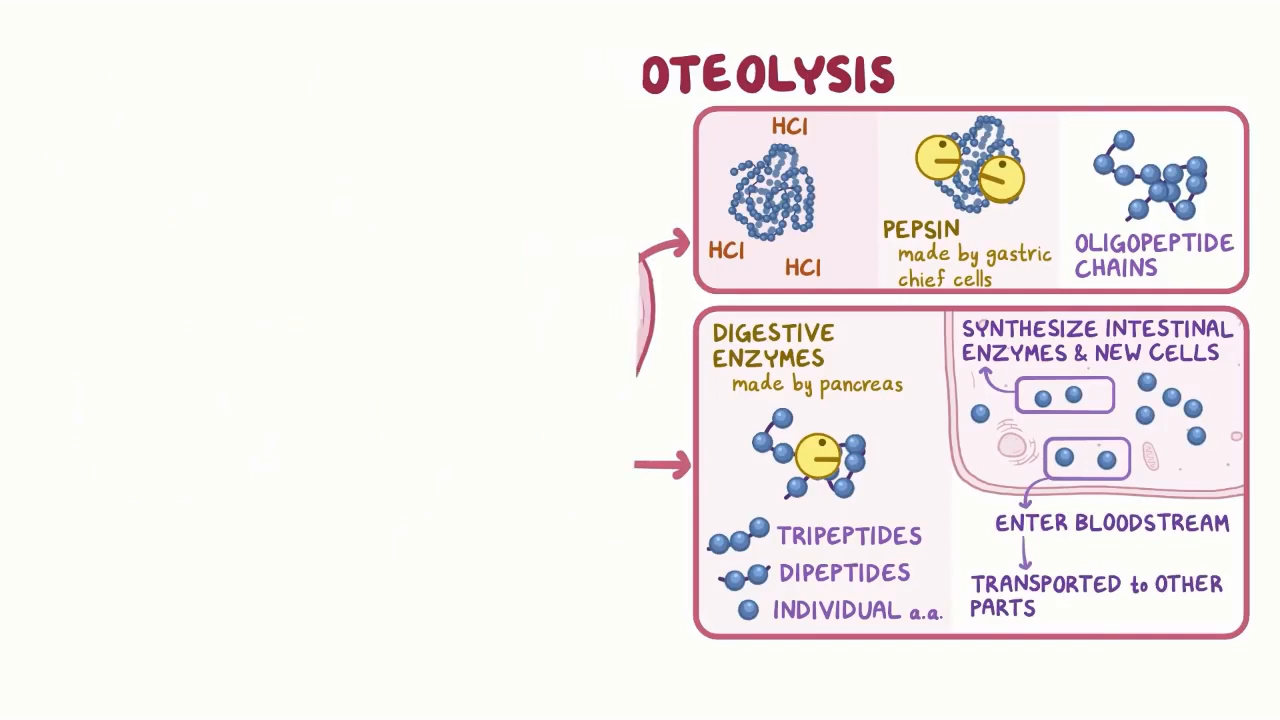 OTEOLYSIS
HCl
HCl
HCl
PEPSIN
made by gastric
chief cells
OLIGOPEPTIDE
CHAINS
DIGESTIVE
ENZYMES
made by pancreas
TRIPEPTIDES
DIPEPTIDES
INDIVIDUAL a.a.
SYNTHESIZE INTESTINAL
ENZYMES & NEW CELLS
ENTER BLOODSTREAM
TRANSPORTED to OTHER
PARTS